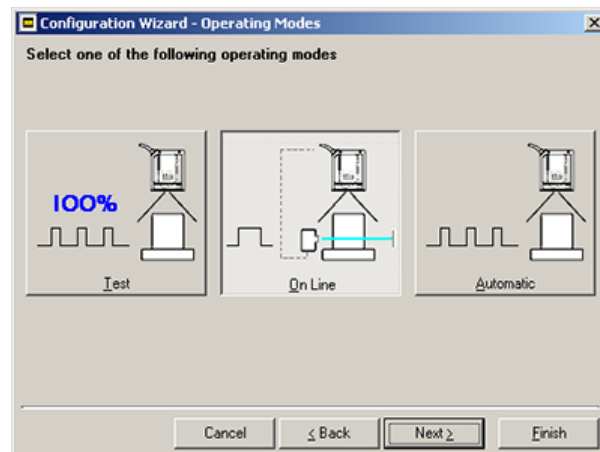 Configuration Wizard - Operating Modes
Select one of the following operating modes
100%
Test
On Line
Automatic
Cancel
< Back
Next >
Finish